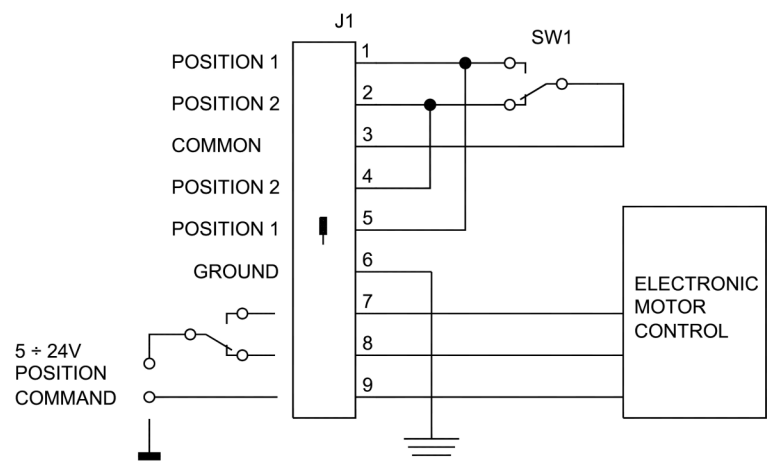 J1
SW1
POSITION 1 1
POSITION 2 2
COMMON 3
POSITION 2 4
POSITION 1 5
GROUND 6
7
8
9
5 ÷ 24V
POSITION
COMMAND
ELECTRONIC
MOTOR
CONTROL